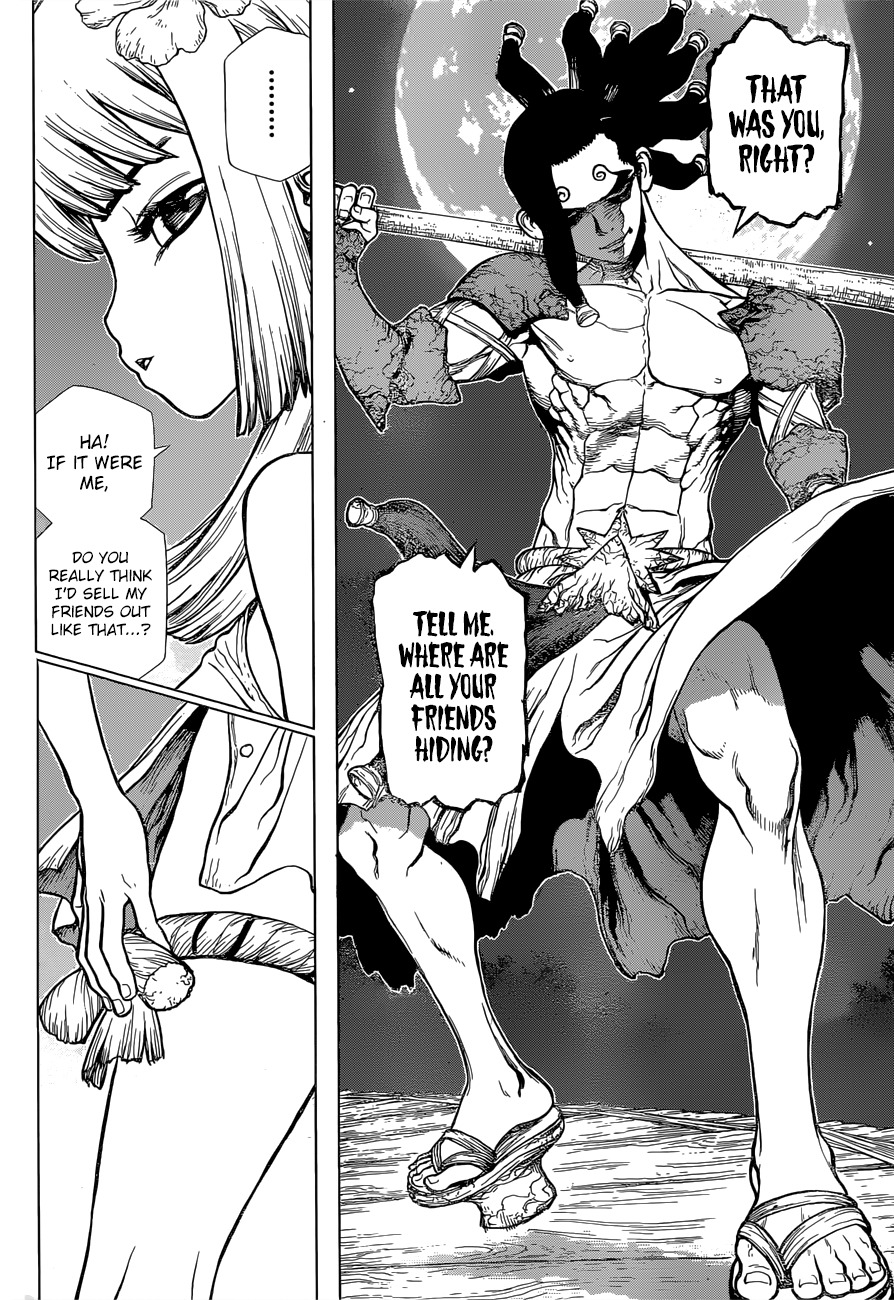 THAT
WAS YOU,
RIGHT?
TELL ME.
WHERE ARE
ALL YOUR
FRIENDS
HIDING?
.........
HA!
IF IT WERE
ME,
DO YOU
REALLY THINK
I'D SELL MY
FRIENDS OUT
LIKE THAT...?